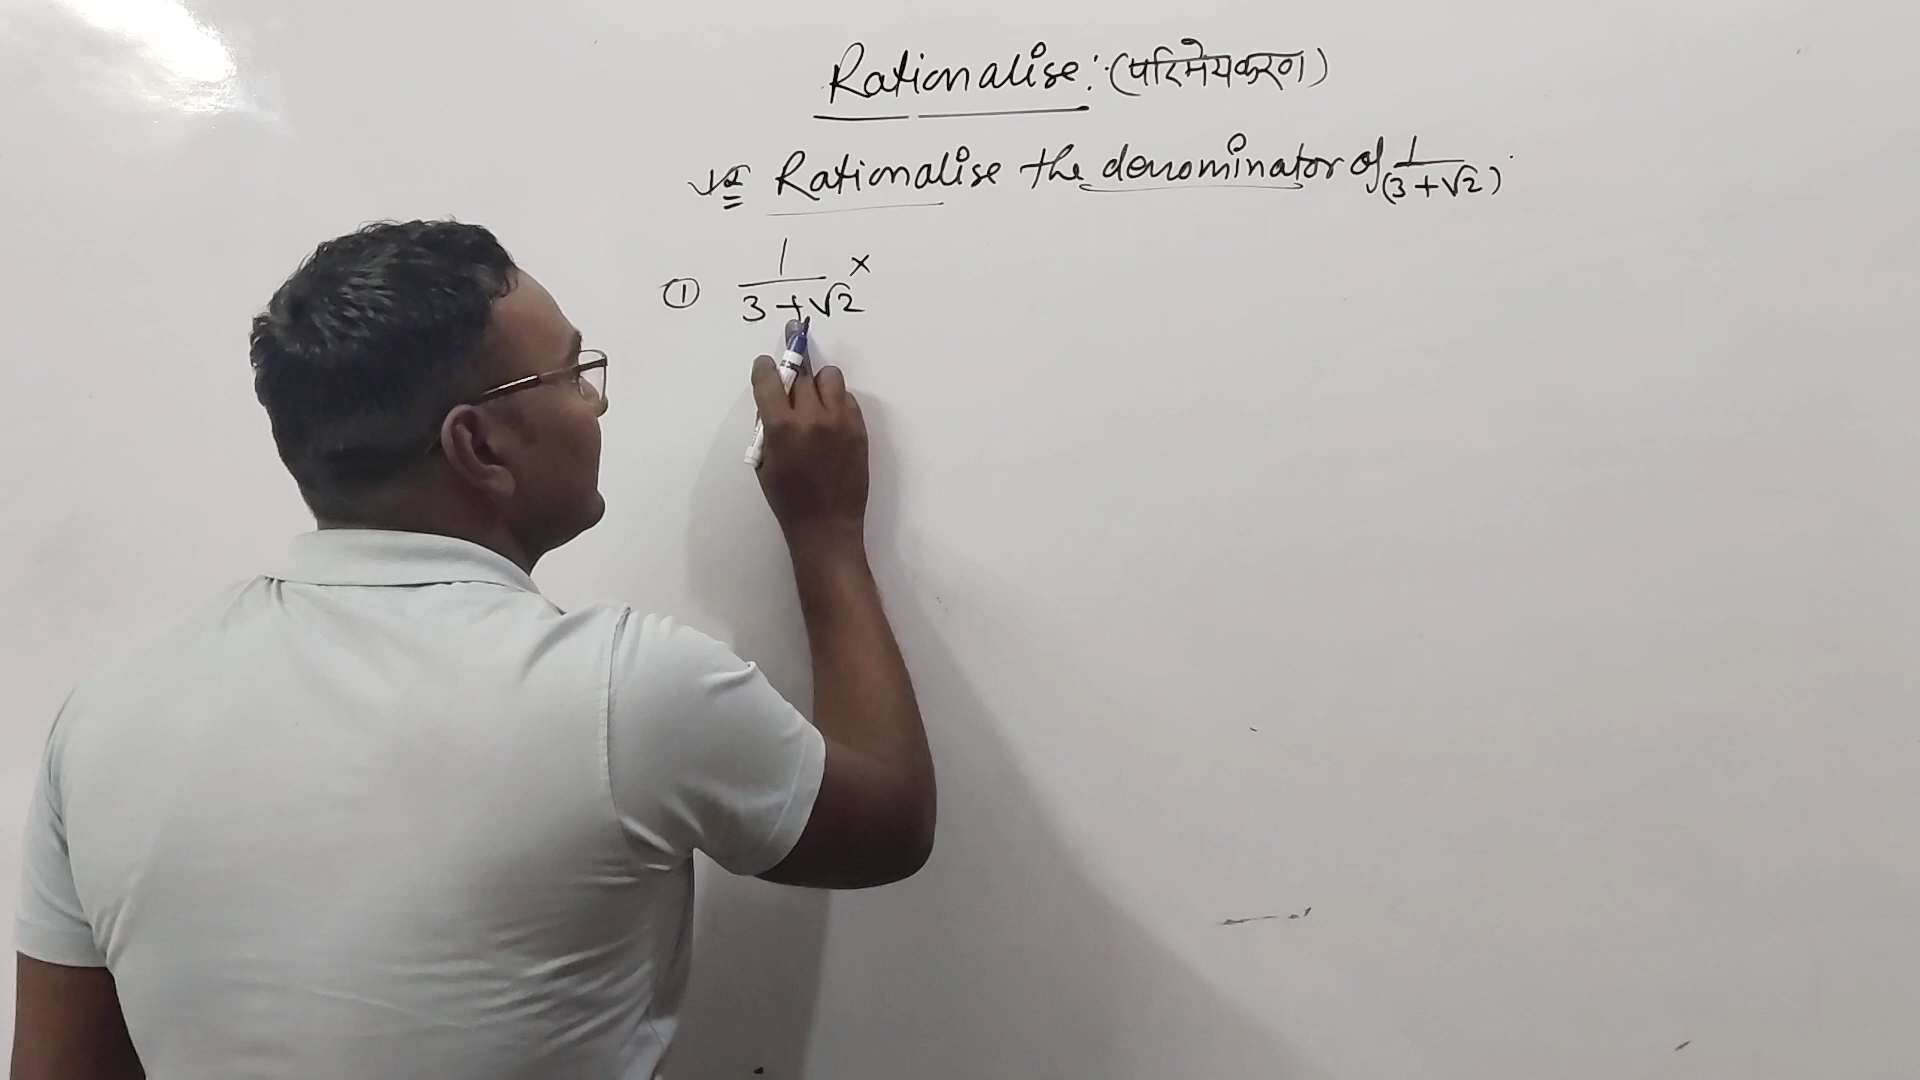 Rationalise : (परिमेयकरण)
Rationalise the denominator of 1/(3+√2)
① 1/3+√2 ×